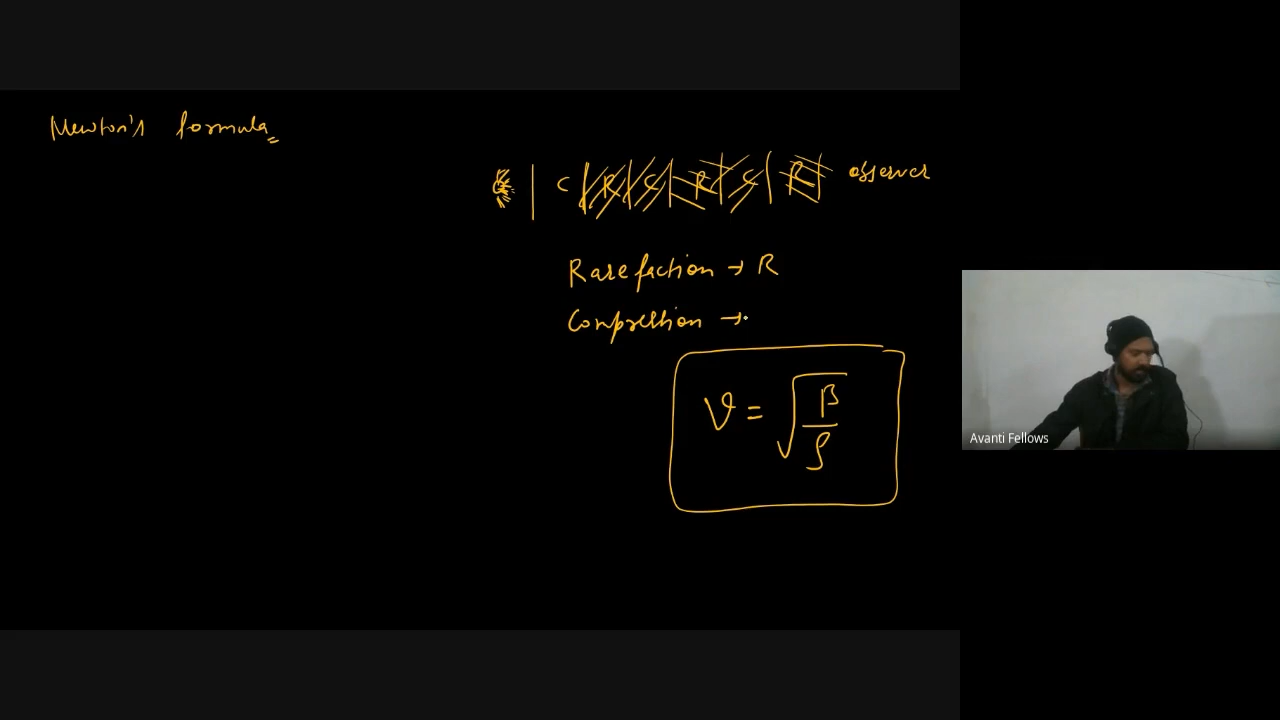 Newton's formula
C R C R C R observer
Rarefaction → R
Compression →
v = √(β/ρ)
Avanti Fellows